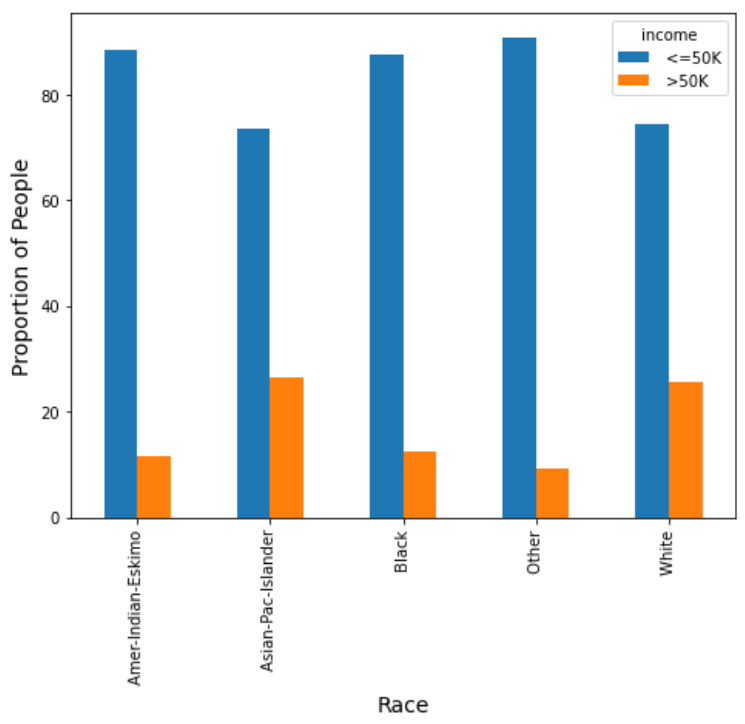 income
<=50K
>50K
80
60
40
20
0
Proportion of People
Amer-Indian-Eskimo
Asian-Pac-Islander
Black
Other
White
Race